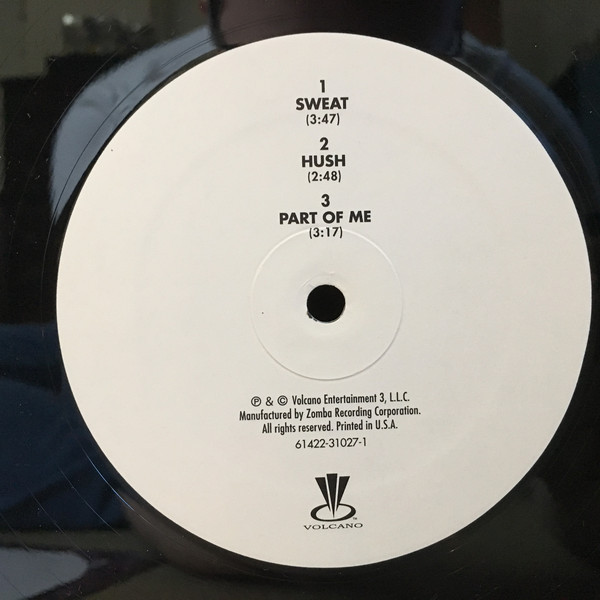 1
SWEAT
(3:47)
2
HUSH
(2:48)
3
PART OF ME
(3:17)
℗ & © Volcano Entertainment 3, L.L.C.
Manufactured by Zomba Recording Corporation.
All rights reserved. Printed in U.S.A.
61422-31027-1
VOLCANO™